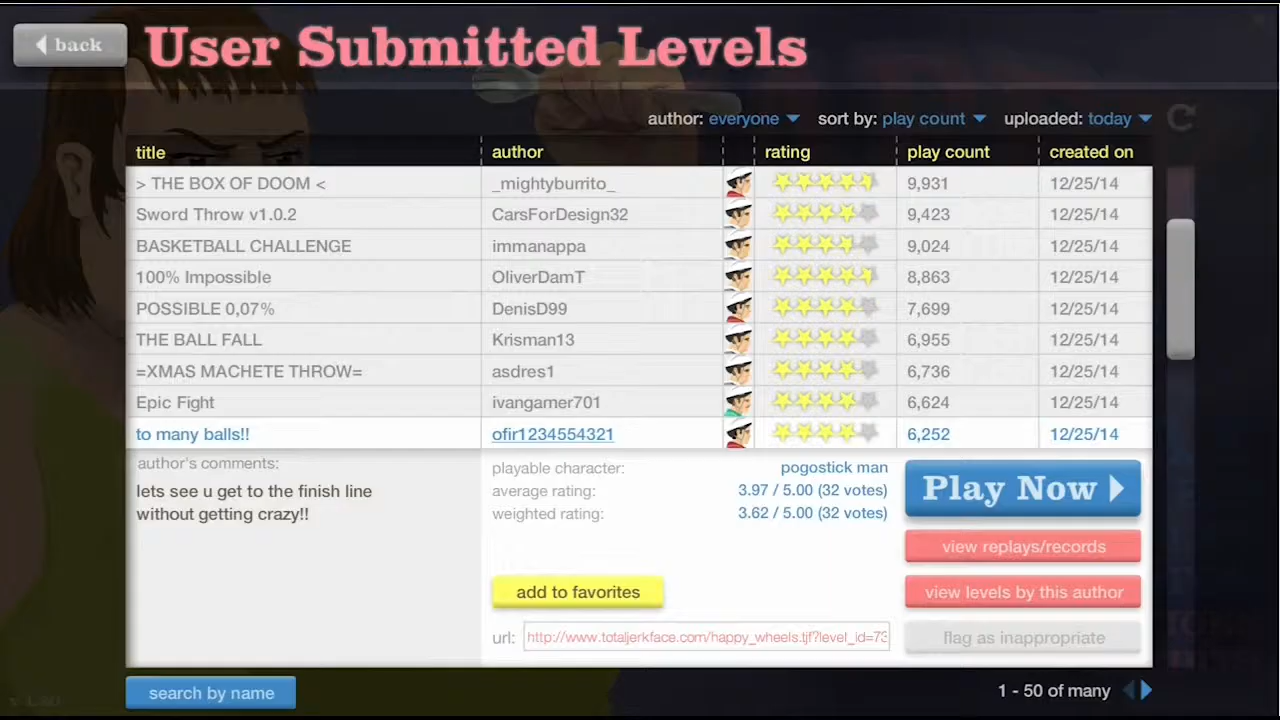 back
User Submitted Levels
author: everyone sort by: play count uploaded: today
title author rating play count created on
> THE BOX OF DOOM < _mightyburrito_ 9,931 12/25/14
Sword Throw v1.0.2 CarsForDesign32 9,423 12/25/14
BASKETBALL CHALLENGE immanappa 9,024 12/25/14
100% Impossible OliverDamT 8,863 12/25/14
POSSIBLE 0,07% DenisD99 7,699 12/25/14
THE BALL FALL Krisman13 6,955 12/25/14
=XMAS MACHETE THROW= asdres1 6,736 12/25/14
Epic Fight ivangamer701 6,624 12/25/14
to many balls!! ofir1234554321 6,252 12/25/14
author's comments:
lets see u get to the finish line
without getting crazy!!
playable character: pogostick man
average rating: 3.97 / 5.00 (32 votes)
weighted rating: 3.62 / 5.00 (32 votes)
add to favorites
url: http://www.totaljerkface.com/happy_wheels.tjf?level_id=73
Play Now
view replays/records
view levels by this author
flag as inappropriate
search by name
1 - 50 of many